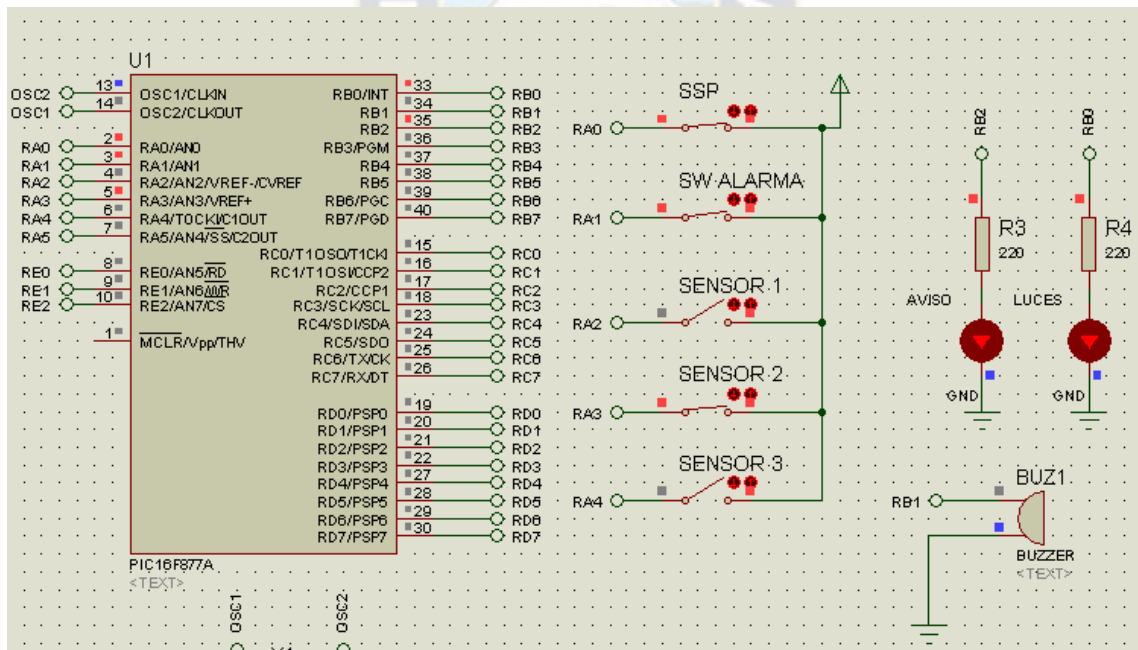 U1
OSC2
13
OSC1/CLKIN
OSC1
14
OSC2/CLKOUT
RA0
2
RA0/AN0
RA1
3
RA1/AN1
RA2
4
RA2/AN2/VREF-/CVREF
RA3
5
RA3/AN3/VREF+
RA4
6
RA4/T0CKI/C1OUT
RA5
7
RA5/AN4/SS/C2OUT
RE0
8
RE0/AN5/RD
RE1
9
RE1/AN6/WR
RE2
10
RE2/AN7/CS
1
MCLR/Vpp/THV
RB0/INT
33
RB0
RB1
34
RB1
RB2
35
RB2
RB3/PGM
36
RB3
RB4
37
RB4
RB5
38
RB5
RB6/PGC
39
RB6
RB7/PGD
40
RB7
RC0/T1OSO/T1CKI
15
RC0
RC1/T1OSI/CCP2
16
RC1
RC2/CCP1
17
RC2
RC3/SCK/SCL
18
RC3
RC4/SDI/SDA
23
RC4
RC5/SDO
24
RC5
RC6/TX/CK
25
RC6
RC7/RX/DT
26
RC7
RD0/PSP0
19
RD0
RD1/PSP1
20
RD1
RD2/PSP2
21
RD2
RD3/PSP3
22
RD3
RD4/PSP4
27
RD4
RD5/PSP5
28
RD5
RD6/PSP6
29
RD6
RD7/PSP7
30
RD7
PIC16F877A
<TEXT>
OSC1
OSC2
SSP
RA0
SW ALARMA
RA1
SENSOR 1
RA2
SENSOR 2
RA3
SENSOR 3
RA4
RB2
RB0
R3
220
R4
220
AVISO
LUCES
GND
GND
BUZ1
RB1
BUZZER
<TEXT>